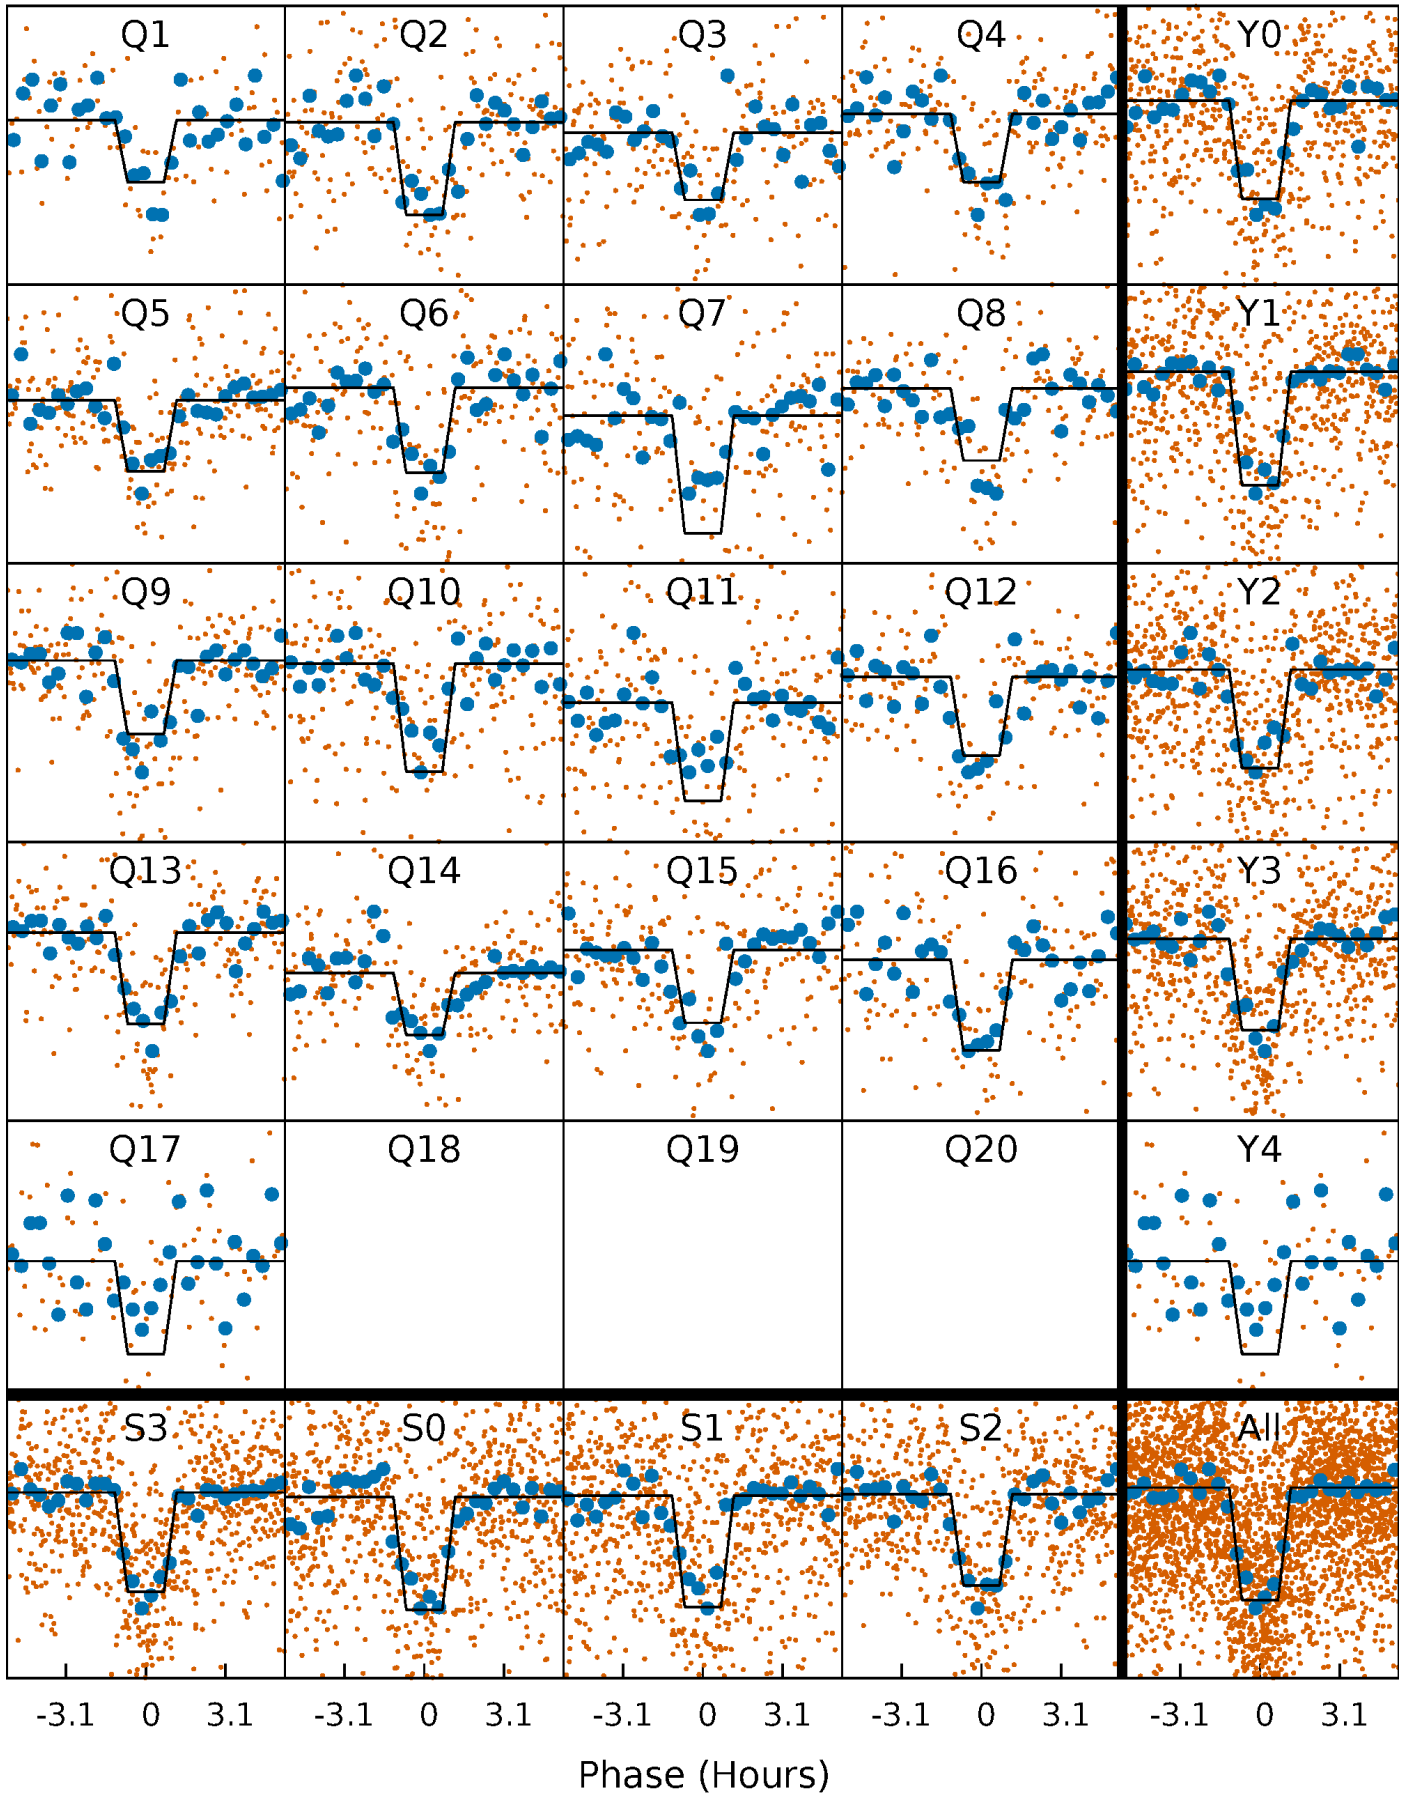 Q1 Q2 Q3 Q4 Y0
Q5 Q6 Q7 Q8 Y1
Q9 Q10 Q11 Q12 Y2
Q13 Q14 Q15 Q16 Y3
Q17 Q18 Q19 Q20 Y4
S3 S0 S1 S2 All
-3.1 0 3.1 -3.1 0 3.1 -3.1 0 3.1 -3.1 0 3.1 -3.1 0 3.1
Phase (Hours)